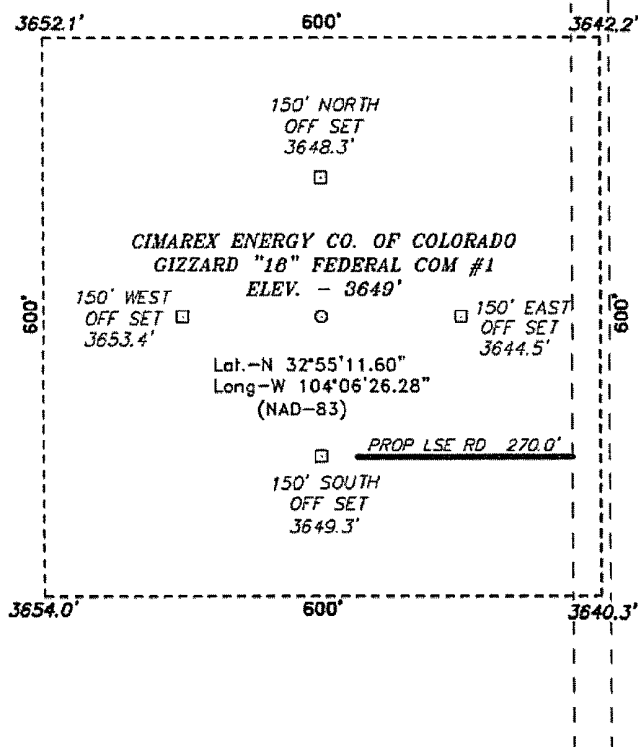 3652.1' 600' 3642.2'
150' NORTH
OFF SET
3648.3'
CIMAREX ENERGY CO. OF COLORADO
GIZZARD "18" FEDERAL COM #1
ELEV. - 3649'
600'
150' WEST
OFF SET
3653.4'
150' EAST
OFF SET
3644.5'
600'
Lat.-N 32°55'11.60"
Long-W 104°06'26.28"
(NAD-83)
PROP LSE RD 270.0'
150' SOUTH
OFF SET
3649.3'
3654.0' 600' 3640.3'